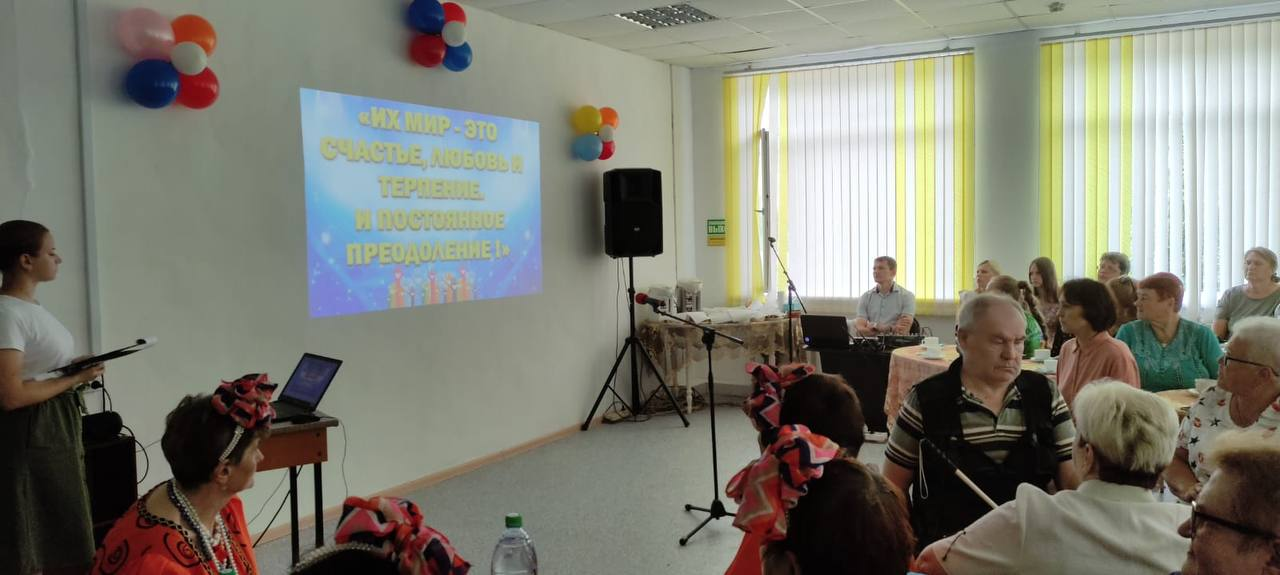 «ИХ МИР - ЭТО
СЧАСТЬЕ, ЛЮБОВЬ И
ТЕРПЕНИЕ.
И ПОСТОЯННОЕ
ПРЕОДОЛЕНИЕ !»